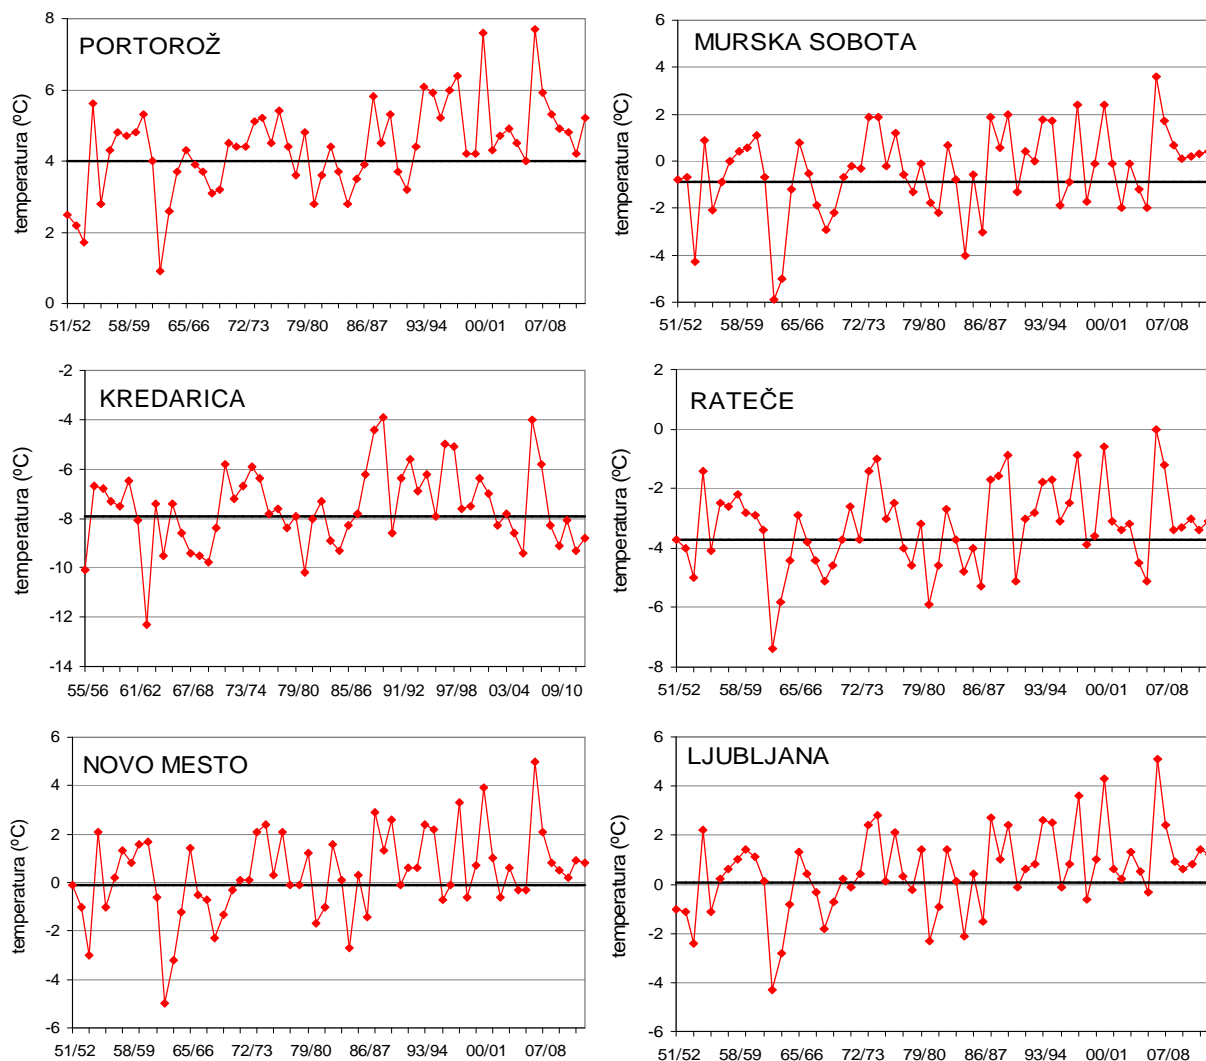 PORTOROŽ
temperatura (ºC)
8
6
4
2
0
51/52 58/59 65/66 72/73 79/80 86/87 93/94 00/01 07/08
MURSKA SOBOTA
temperatura (ºC)
6
4
2
0
-2
-4
-6
51/52 58/59 65/66 72/73 79/80 86/87 93/94 00/01 07/08
KREDARICA
temperatura (ºC)
-2
-4
-6
-8
-10
-12
-14
55/56 61/62 67/68 73/74 79/80 85/86 91/92 97/98 03/04 09/10
RATEČE
temperatura (ºC)
2
0
-2
-4
-6
-8
51/52 58/59 65/66 72/73 79/80 86/87 93/94 00/01 07/08
NOVO MESTO
temperatura (ºC)
6
4
2
0
-2
-4
-6
51/52 58/59 65/66 72/73 79/80 86/87 93/94 00/01 07/08
LJUBLJANA
temperatura (ºC)
6
4
2
0
-2
-4
-6
51/52 58/59 65/66 72/73 79/80 86/87 93/94 00/01 07/08